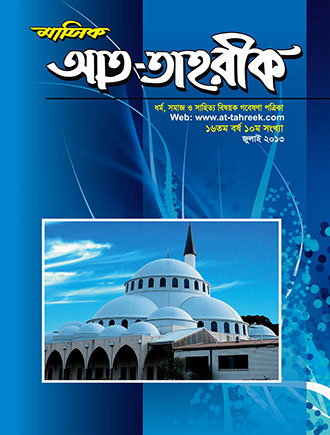 মাসিক
আত-তাহরীক
ধর্ম, সমাজ ও সাহিত্য বিষয়ক গবেষণা পত্রিকা
Web: www.at-tahreek.com
১৬তম বর্ষ ১০ম সংখ্যা
জুলাই ২০১৩